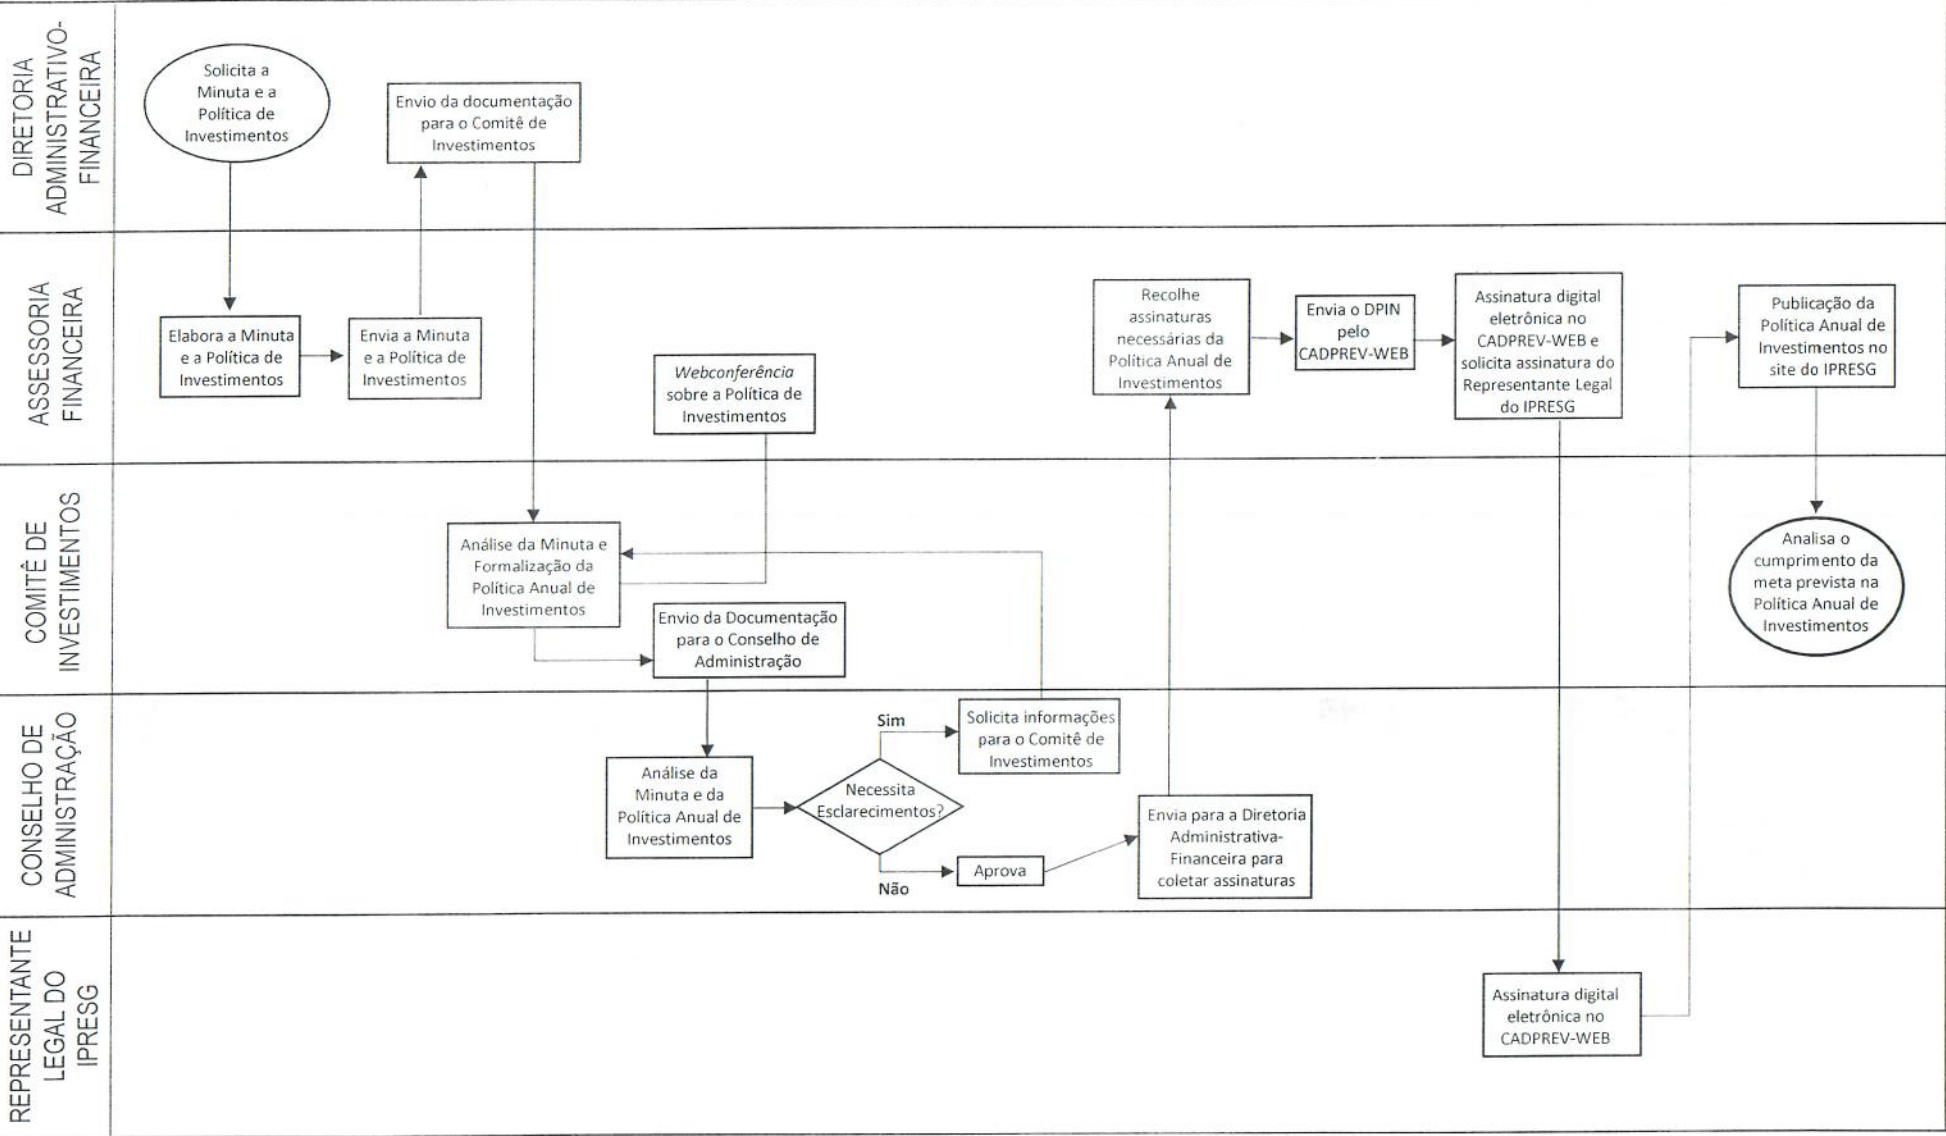 DIRETORIA
ADMINISTRATIVO-
FINANCEIRA
Solicita a
Minuta e a
Política de
Investimentos
Envio da documentação
para o Comitê de
Investimentos
ASSESSORIA
FINANCEIRA
Elabora a Minuta
e a Política de
Investimentos
Envia a Minuta
e a Política de
Investimentos
Webconferência
sobre a Política de
Investimentos
Recolhe
assinaturas
necessárias da
Política Anual de
Investimentos
Envia o DPIN
pelo
CADPREV-WEB
Assinatura digital
eletrônica no
CADPREV-WEB e
solicita assinatura do
Representante Legal
do IPRESG
Publicação da
Política Anual de
Investimentos no
site do IPRESG
COMITÊ DE
INVESTIMENTOS
Análise da Minuta e
Formalização da
Política Anual de
Investimentos
Envio da Documentação
para o Conselho de
Administração
Analisa o
cumprimento da
meta prevista na
Política Anual de
Investimentos
CONSELHO DE
ADMINISTRAÇÃO
Análise da
Minuta e da
Política Anual de
Investimentos
Necessita
Esclarecimentos?
Sim
Solicita informações
para o Comitê de
Investimentos
Não
Aprova
Envia para a Diretoria
Administrativa-
Financeira para
coletar assinaturas
REPRESENTANTE
LEGAL DO
IPRESG
Assinatura digital
eletrônica no
CADPREV-WEB